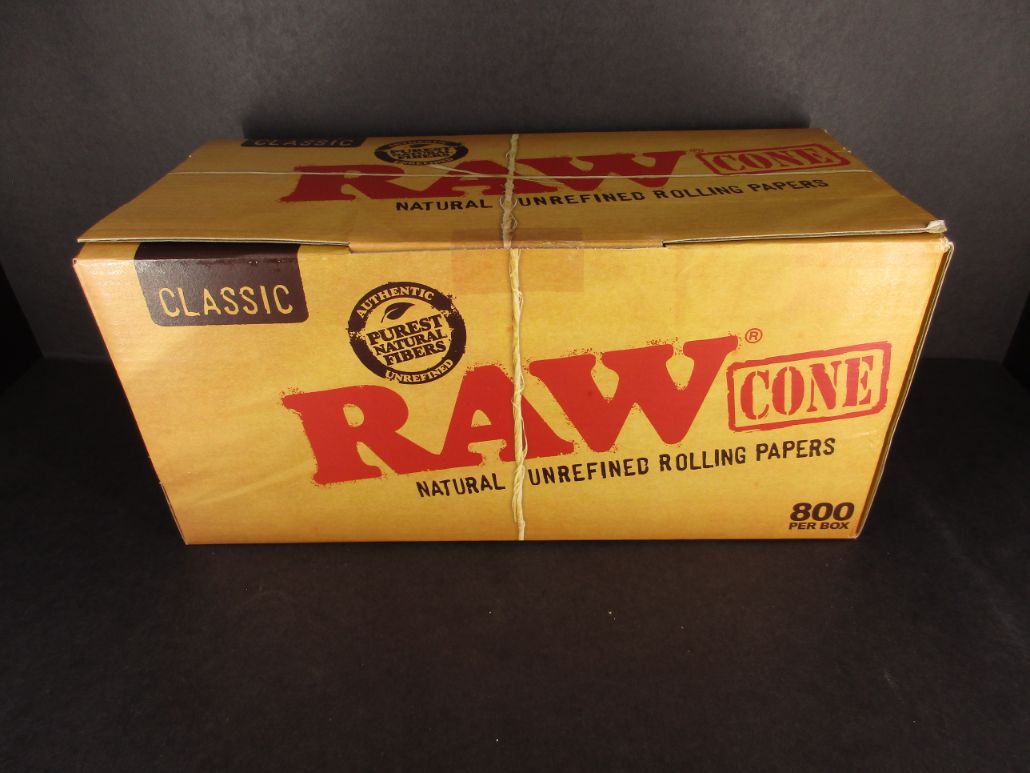 CLASSIC
PUREST
RAW®
CONE
NATURAL UNREFINED ROLLING PAPERS
CLASSIC
AUTHENTIC
PUREST
NATURAL
FIBERS
UNREFINED
RAW®
CONE
NATURAL UNREFINED ROLLING PAPERS
800
PER BOX